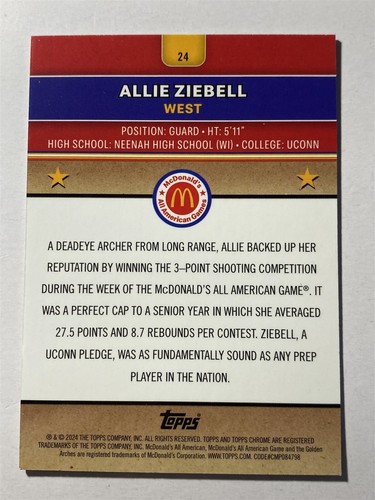 24
ALLIE ZIEBELL
WEST
POSITION: GUARD • HT: 5'11"
HIGH SCHOOL: NEENAH HIGH SCHOOL (WI) • COLLEGE: UCONN
McDonald's
All American Games
A DEADEYE ARCHER FROM LONG RANGE, ALLIE BACKED UP HER
REPUTATION BY WINNING THE 3–POINT SHOOTING COMPETITION
DURING THE WEEK OF THE McDONALD'S ALL AMERICAN GAME®. IT
WAS A PERFECT CAP TO A SENIOR YEAR IN WHICH SHE AVERAGED
27.5 POINTS AND 8.7 REBOUNDS PER CONTEST. ZIEBELL, A
UCONN PLEDGE, WAS AS FUNDAMENTALLY SOUND AS ANY PREP
PLAYER IN THE NATION.
topps
® & © 2024 THE TOPPS COMPANY, INC. ALL RIGHTS RESERVED. TOPPS AND TOPPS CHROME ARE REGISTERED
TRADEMARKS OF THE TOPPS COMPANY, INC. McDonald's All American, McDonald's All American Game and the Golden
Arches are registered trademarks of McDonald's Corporation. WWW.TOPPS.COM. CODE#CMP084798